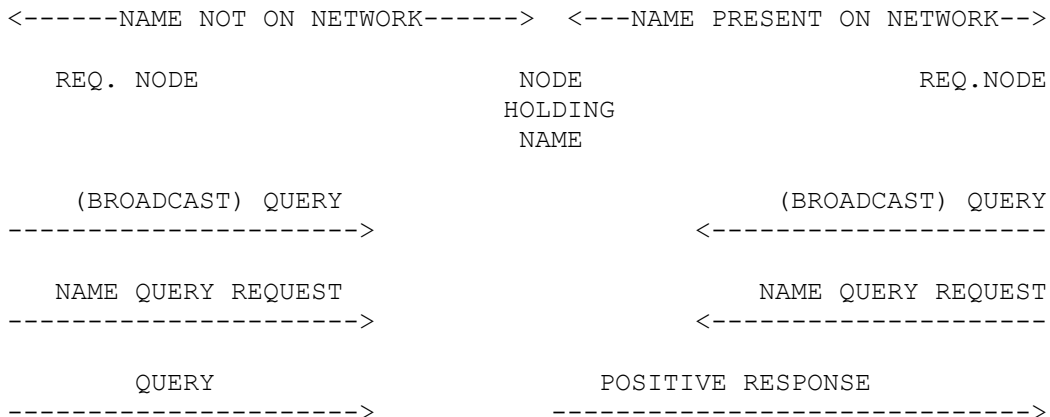 <------NAME NOT ON NETWORK------> <---NAME PRESENT ON NETWORK-->
REQ. NODE NODE REQ.NODE
HOLDING
NAME
(BROADCAST) QUERY (BROADCAST) QUERY
----------------------> <---------------------
NAME QUERY REQUEST NAME QUERY REQUEST
----------------------> <---------------------
QUERY POSITIVE RESPONSE
----------------------> ------------------------------>